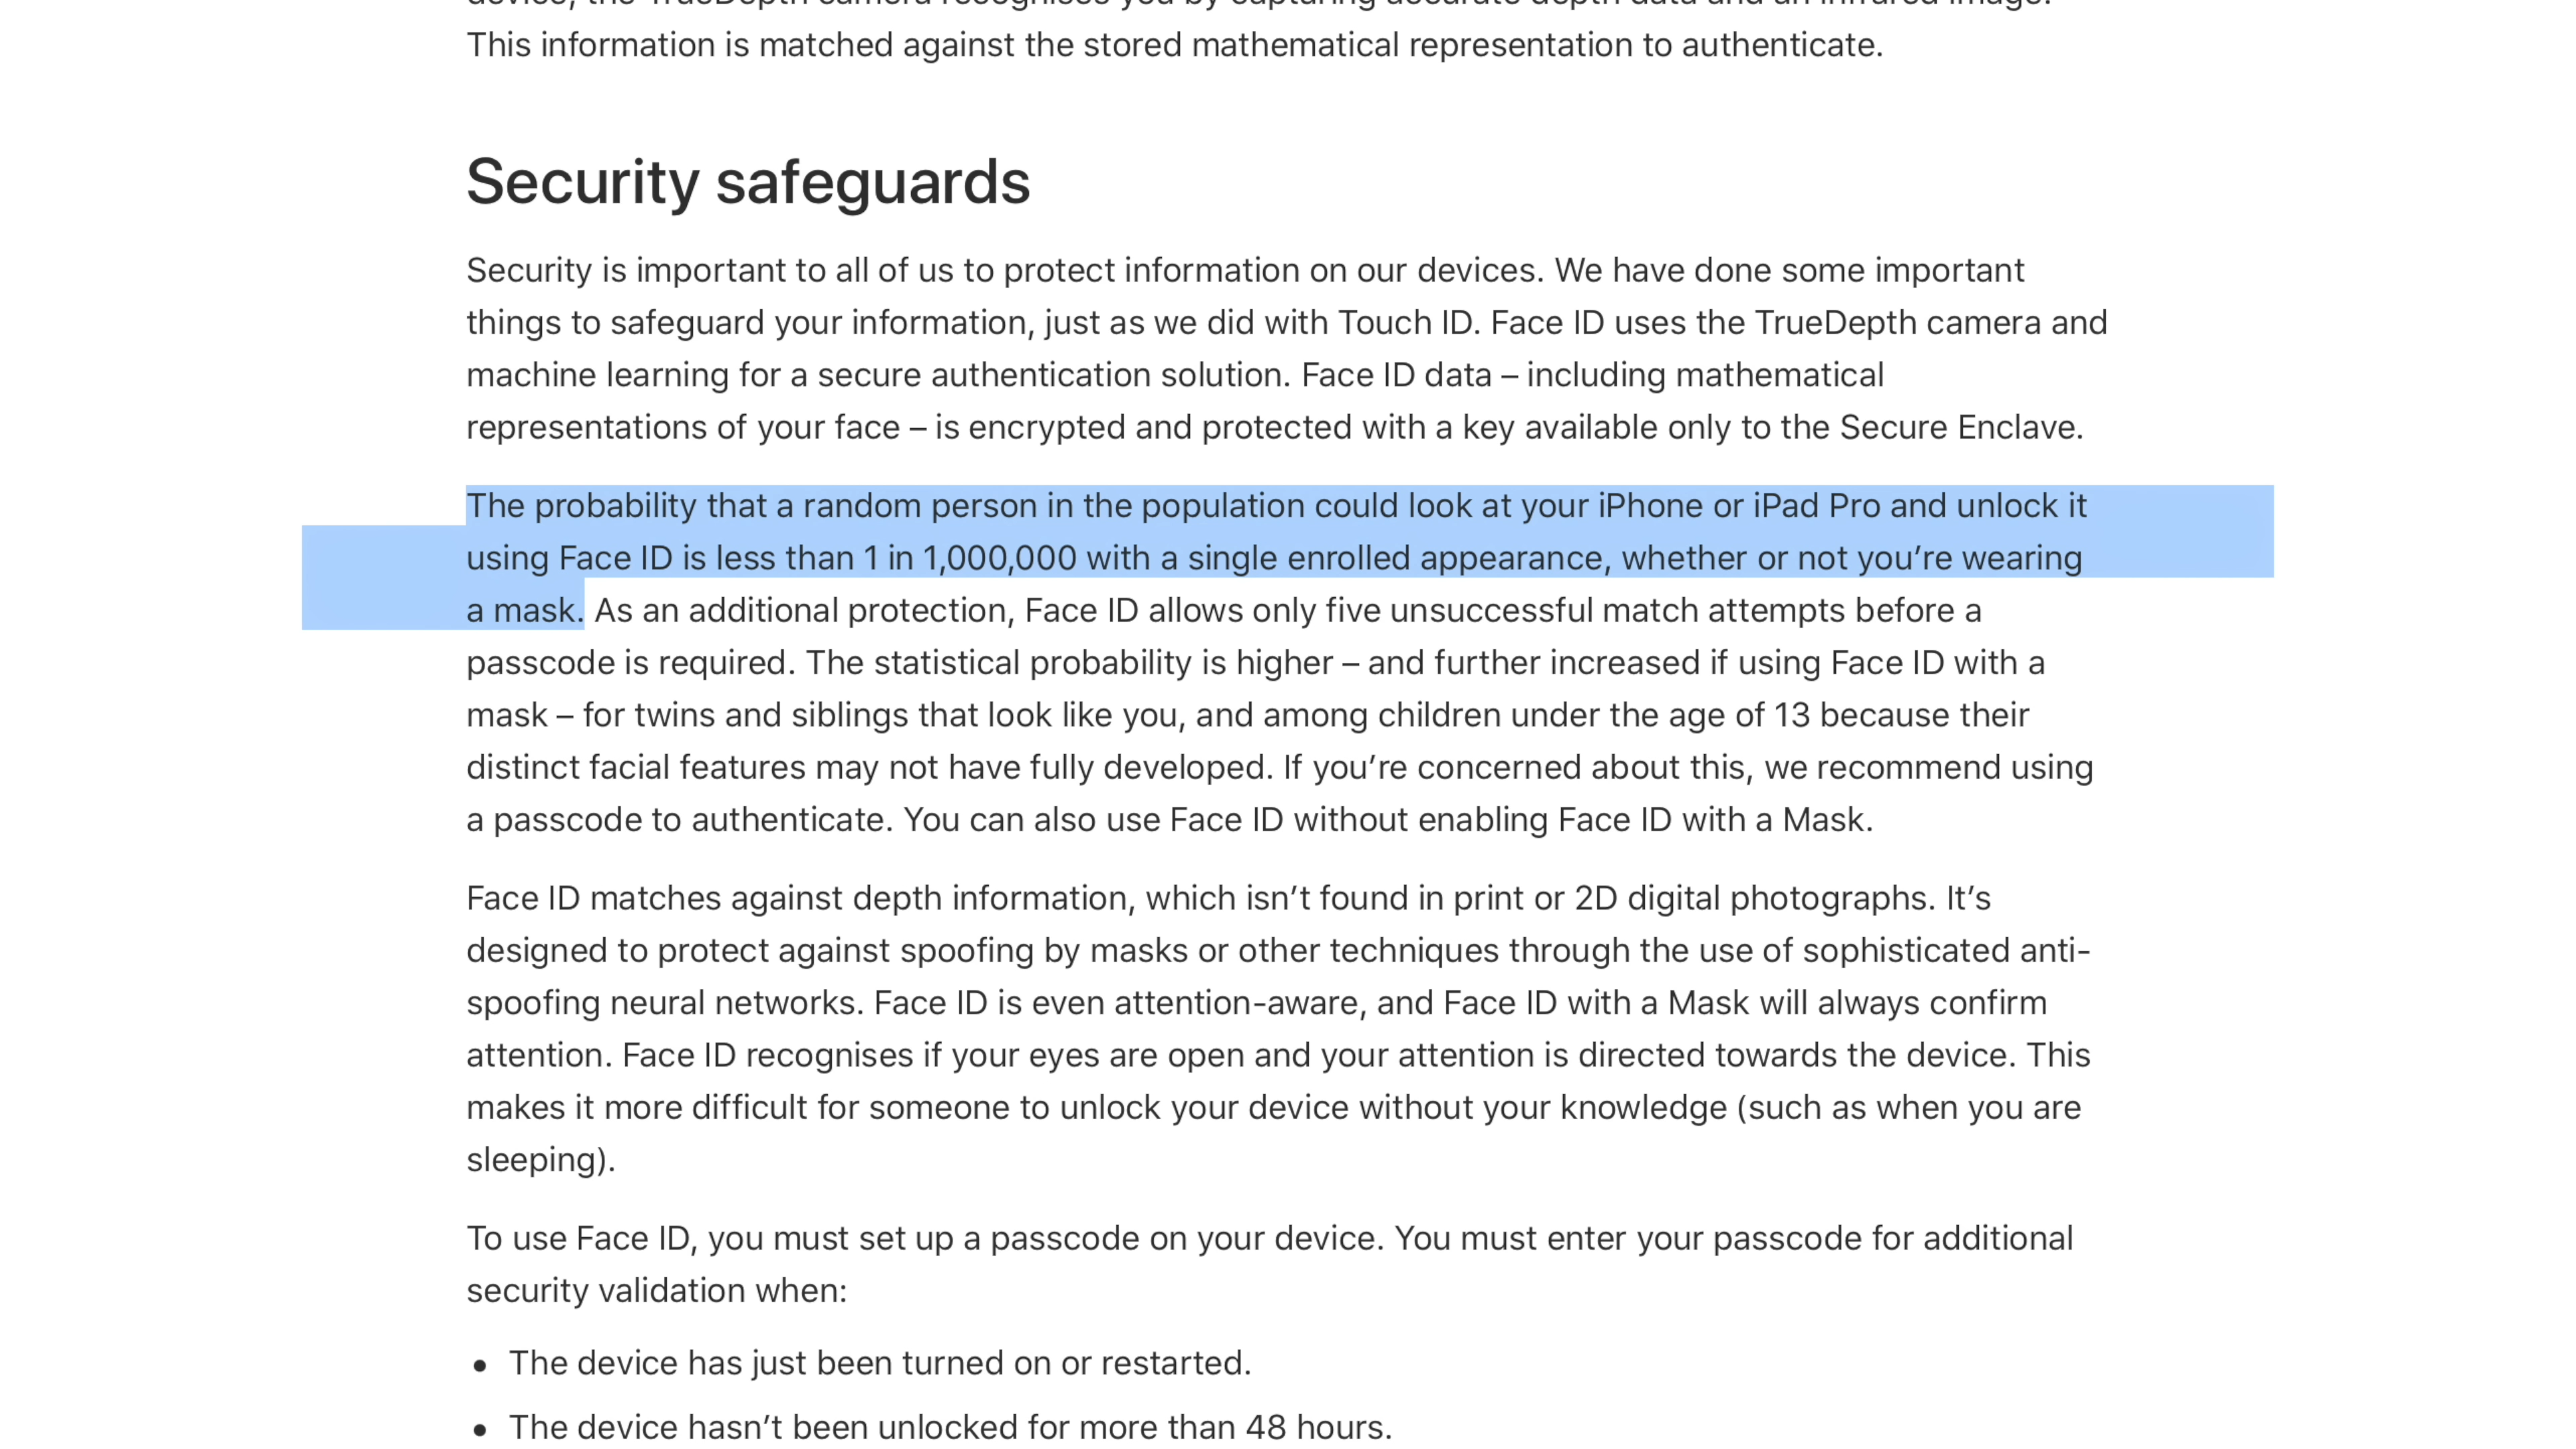 device, the TrueDepth camera recognises you by capturing accurate depth data and an infrared image.
This information is matched against the stored mathematical representation to authenticate.
Security safeguards
Security is important to all of us to protect information on our devices. We have done some important
things to safeguard your information, just as we did with Touch ID. Face ID uses the TrueDepth camera and
machine learning for a secure authentication solution. Face ID data – including mathematical
representations of your face – is encrypted and protected with a key available only to the Secure Enclave.
The probability that a random person in the population could look at your iPhone or iPad Pro and unlock it
using Face ID is less than 1 in 1,000,000 with a single enrolled appearance, whether or not you’re wearing
a mask. As an additional protection, Face ID allows only five unsuccessful match attempts before a
passcode is required. The statistical probability is higher – and further increased if using Face ID with a
mask – for twins and siblings that look like you, and among children under the age of 13 because their
distinct facial features may not have fully developed. If you’re concerned about this, we recommend using
a passcode to authenticate. You can also use Face ID without enabling Face ID with a Mask.
Face ID matches against depth information, which isn’t found in print or 2D digital photographs. It’s
designed to protect against spoofing by masks or other techniques through the use of sophisticated anti-
spoofing neural networks. Face ID is even attention-aware, and Face ID with a Mask will always confirm
attention. Face ID recognises if your eyes are open and your attention is directed towards the device. This
makes it more difficult for someone to unlock your device without your knowledge (such as when you are
sleeping).
To use Face ID, you must set up a passcode on your device. You must enter your passcode for additional
security validation when:
• The device has just been turned on or restarted.
• The device hasn’t been unlocked for more than 48 hours.